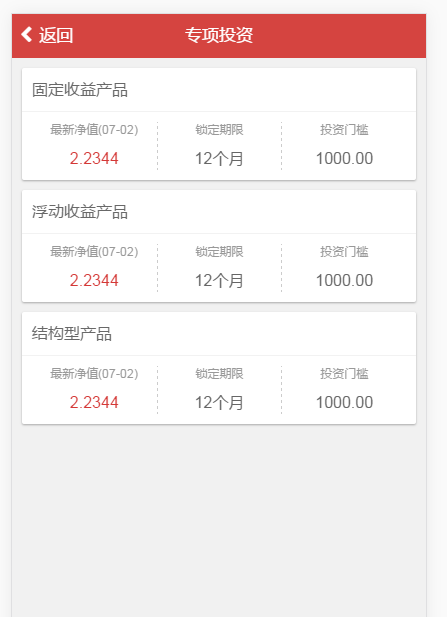 返回 专项投资
固定收益产品
最新净值(07-02) 锁定期限 投资门槛
2.2344 12个月 1000.00
浮动收益产品
最新净值(07-02) 锁定期限 投资门槛
2.2344 12个月 1000.00
结构型产品
最新净值(07-02) 锁定期限 投资门槛
2.2344 12个月 1000.00